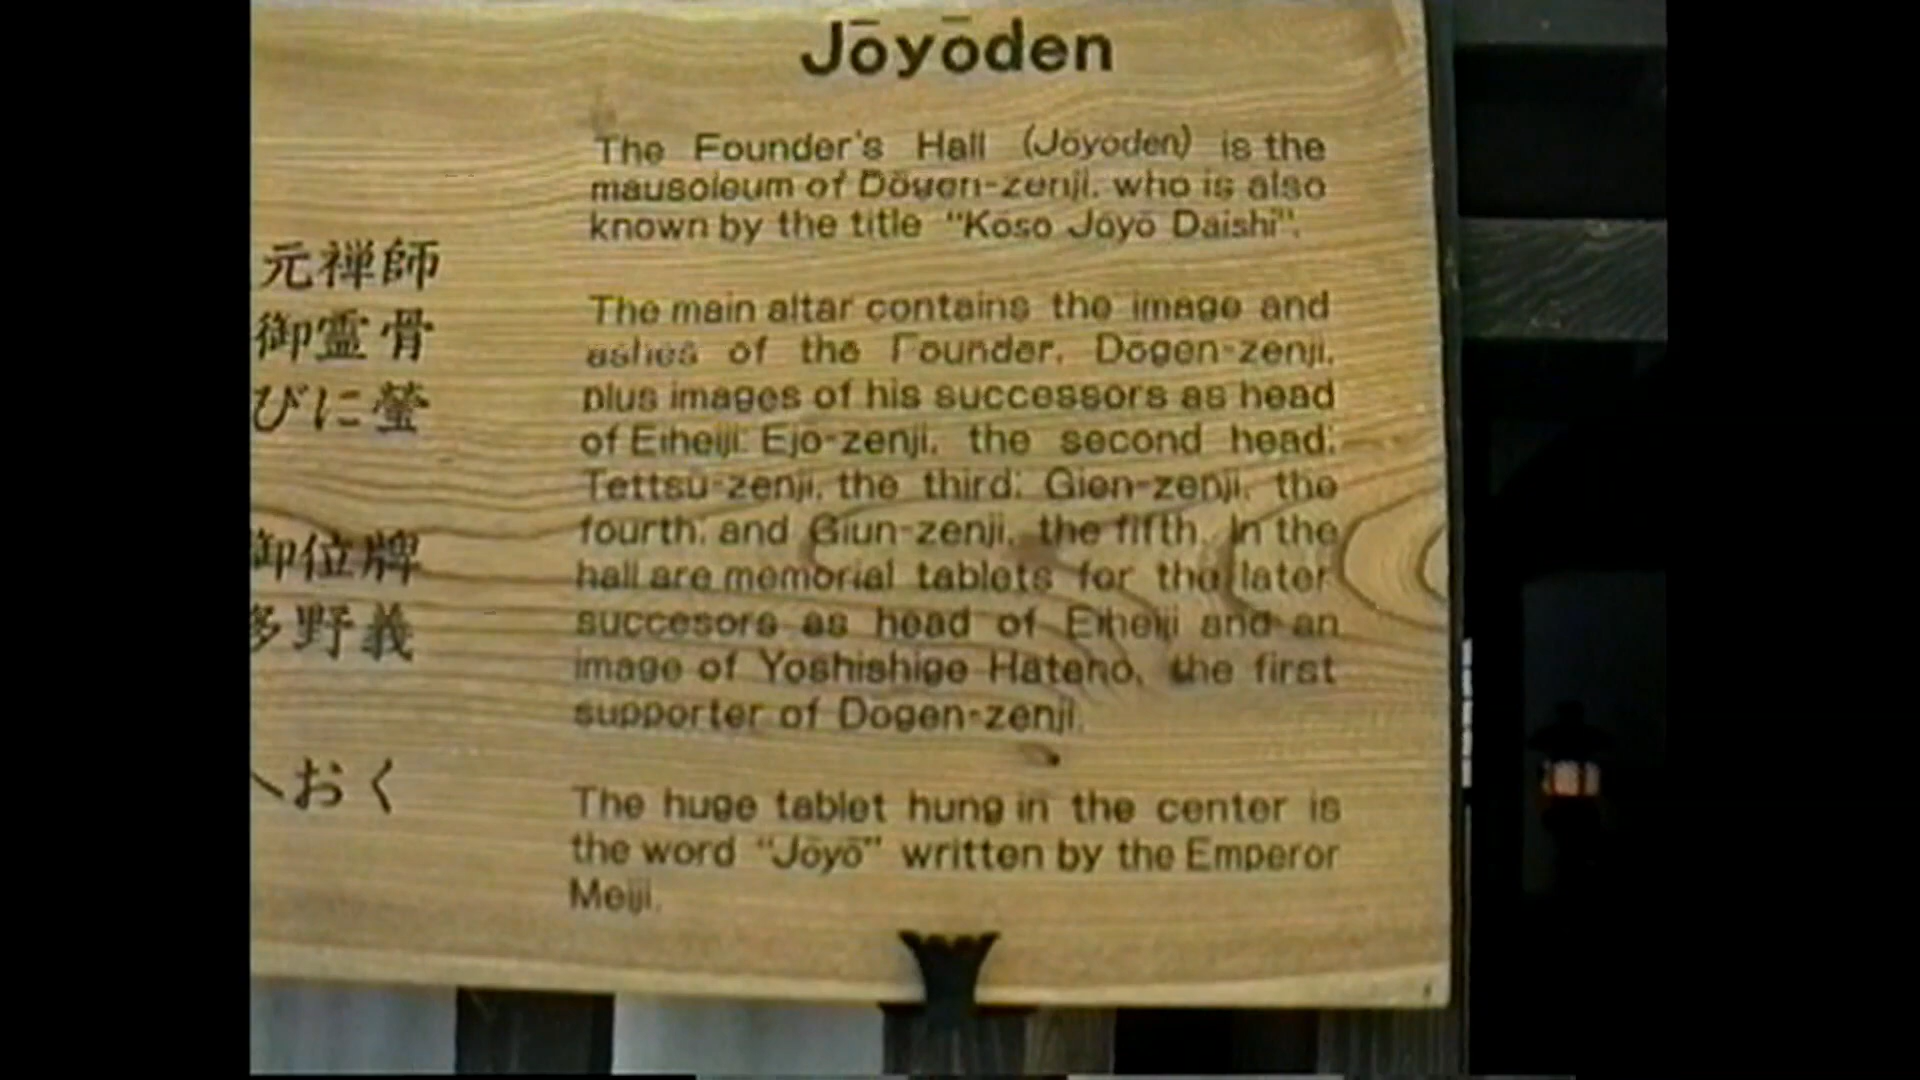 Jōyōden
The Founder's Hall (Jōyōden) is the
mausoleum of Dōgen-zenji, who is also
known by the title "Kōso Jōyō Daishi".
The main altar contains the image and
ashes of the Founder, Dōgen-zenji,
plus images of his successors as head
of Eiheiji: Ejō-zenji, the second head;
Tettsū-zenji, the third; Gien-zenji, the
fourth; and Giun-zenji, the fifth. In the
hall are memorial tablets for the later
succesors as head of Eiheiji and an
image of Yoshishige Hatano, the first
supporter of Dōgen-zenji.
The huge tablet hung in the center is
the word "Jōyō" written by the Emperor
Meiji.
元禅師
御霊骨
びに瑩
御位牌
多野義
へおく